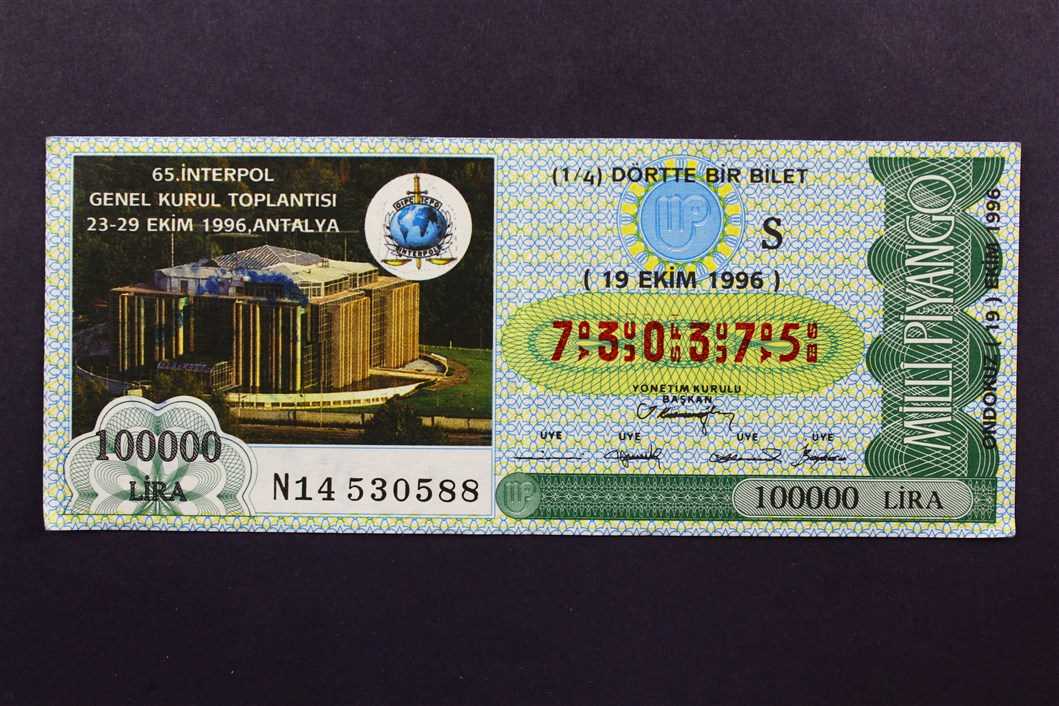 65.İNTERPOL
GENEL KURUL TOPLANTISI
23-29 EKİM 1996,ANTALYA
OIPC ICPO
INTERPOL
100000
LİRA
N14 530588
(1/4) DÖRTTE BİR BİLET
S
( 19 EKİM 1996 )
7 3 0 3 7 5
YÖNETİM KURULU
BAŞKAN
ÜYE ÜYE ÜYE ÜYE
100000 LİRA
MİLLİ PİYANGO
ONDOKUZ ( 19 ) EKİM 1996